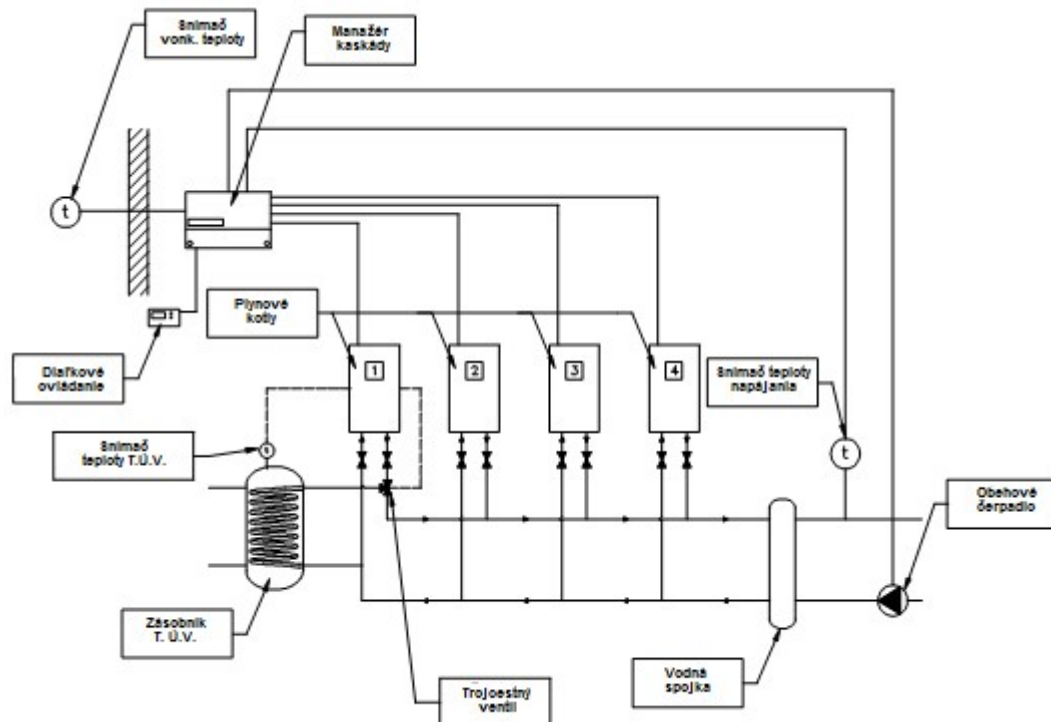 Snímač
vonk. teploty
Manažér
kaskády
t
Plynové
kotly
Diaľkové
ovládanie
1
2
3
4
Snímač teploty
napájania
Snímač
teploty T.Ú.V.
t
Obehové
čerpadlo
Zásobník
T. Ú.V.
Trojcestný
ventil
Vodná
spojka